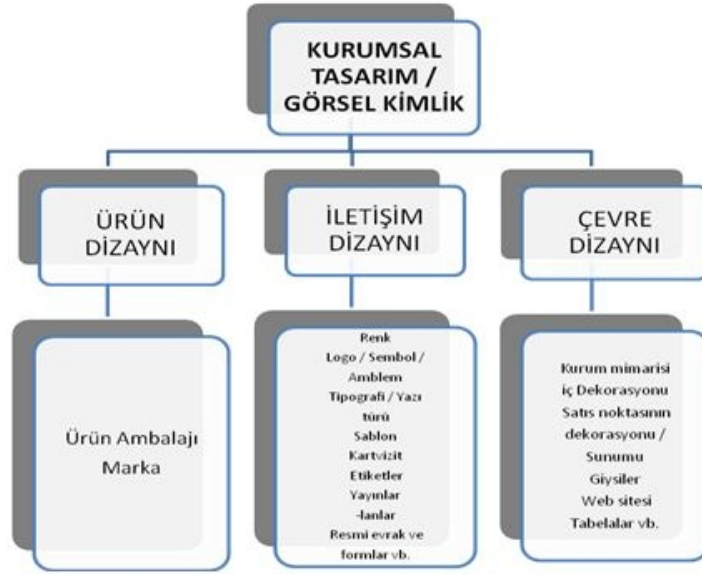 KURUMSAL
TASARIM /
GÖRSEL KİMLİK
ÜRÜN
DİZAYNI
İLETİŞİM
DİZAYNI
ÇEVRE
DİZAYNI
Ürün Ambalajı
Marka
Renk
Logo / Sembol /
Amblem
Tipografi / Yazı
türü
Sablon
Kartvizit
Etiketler
Yayınlar
-lanlar
Resmi evrak ve
formlar vb.
Kurum mimarisi
iç Dekorasyonu
Satıs noktasının
dekorasyonu /
Sunumu
Giysiler
Web sitesi
Tabelalar vb.